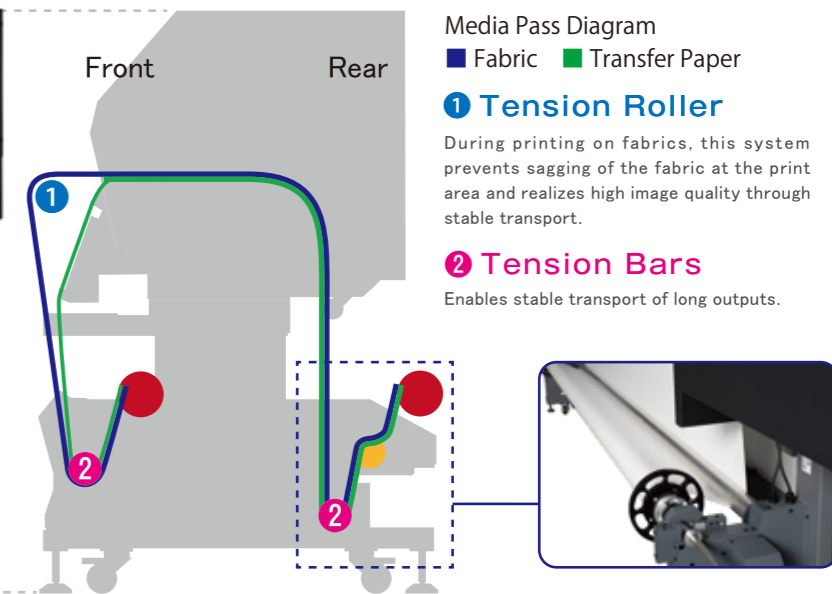 Front
Rear
1
2
2
Media Pass Diagram
Fabric Transfer Paper
1 Tension Roller
During printing on fabrics, this system
prevents sagging of the fabric at the print
area and realizes high image quality through
stable transport.
2 Tension Bars
Enables stable transport of long outputs.